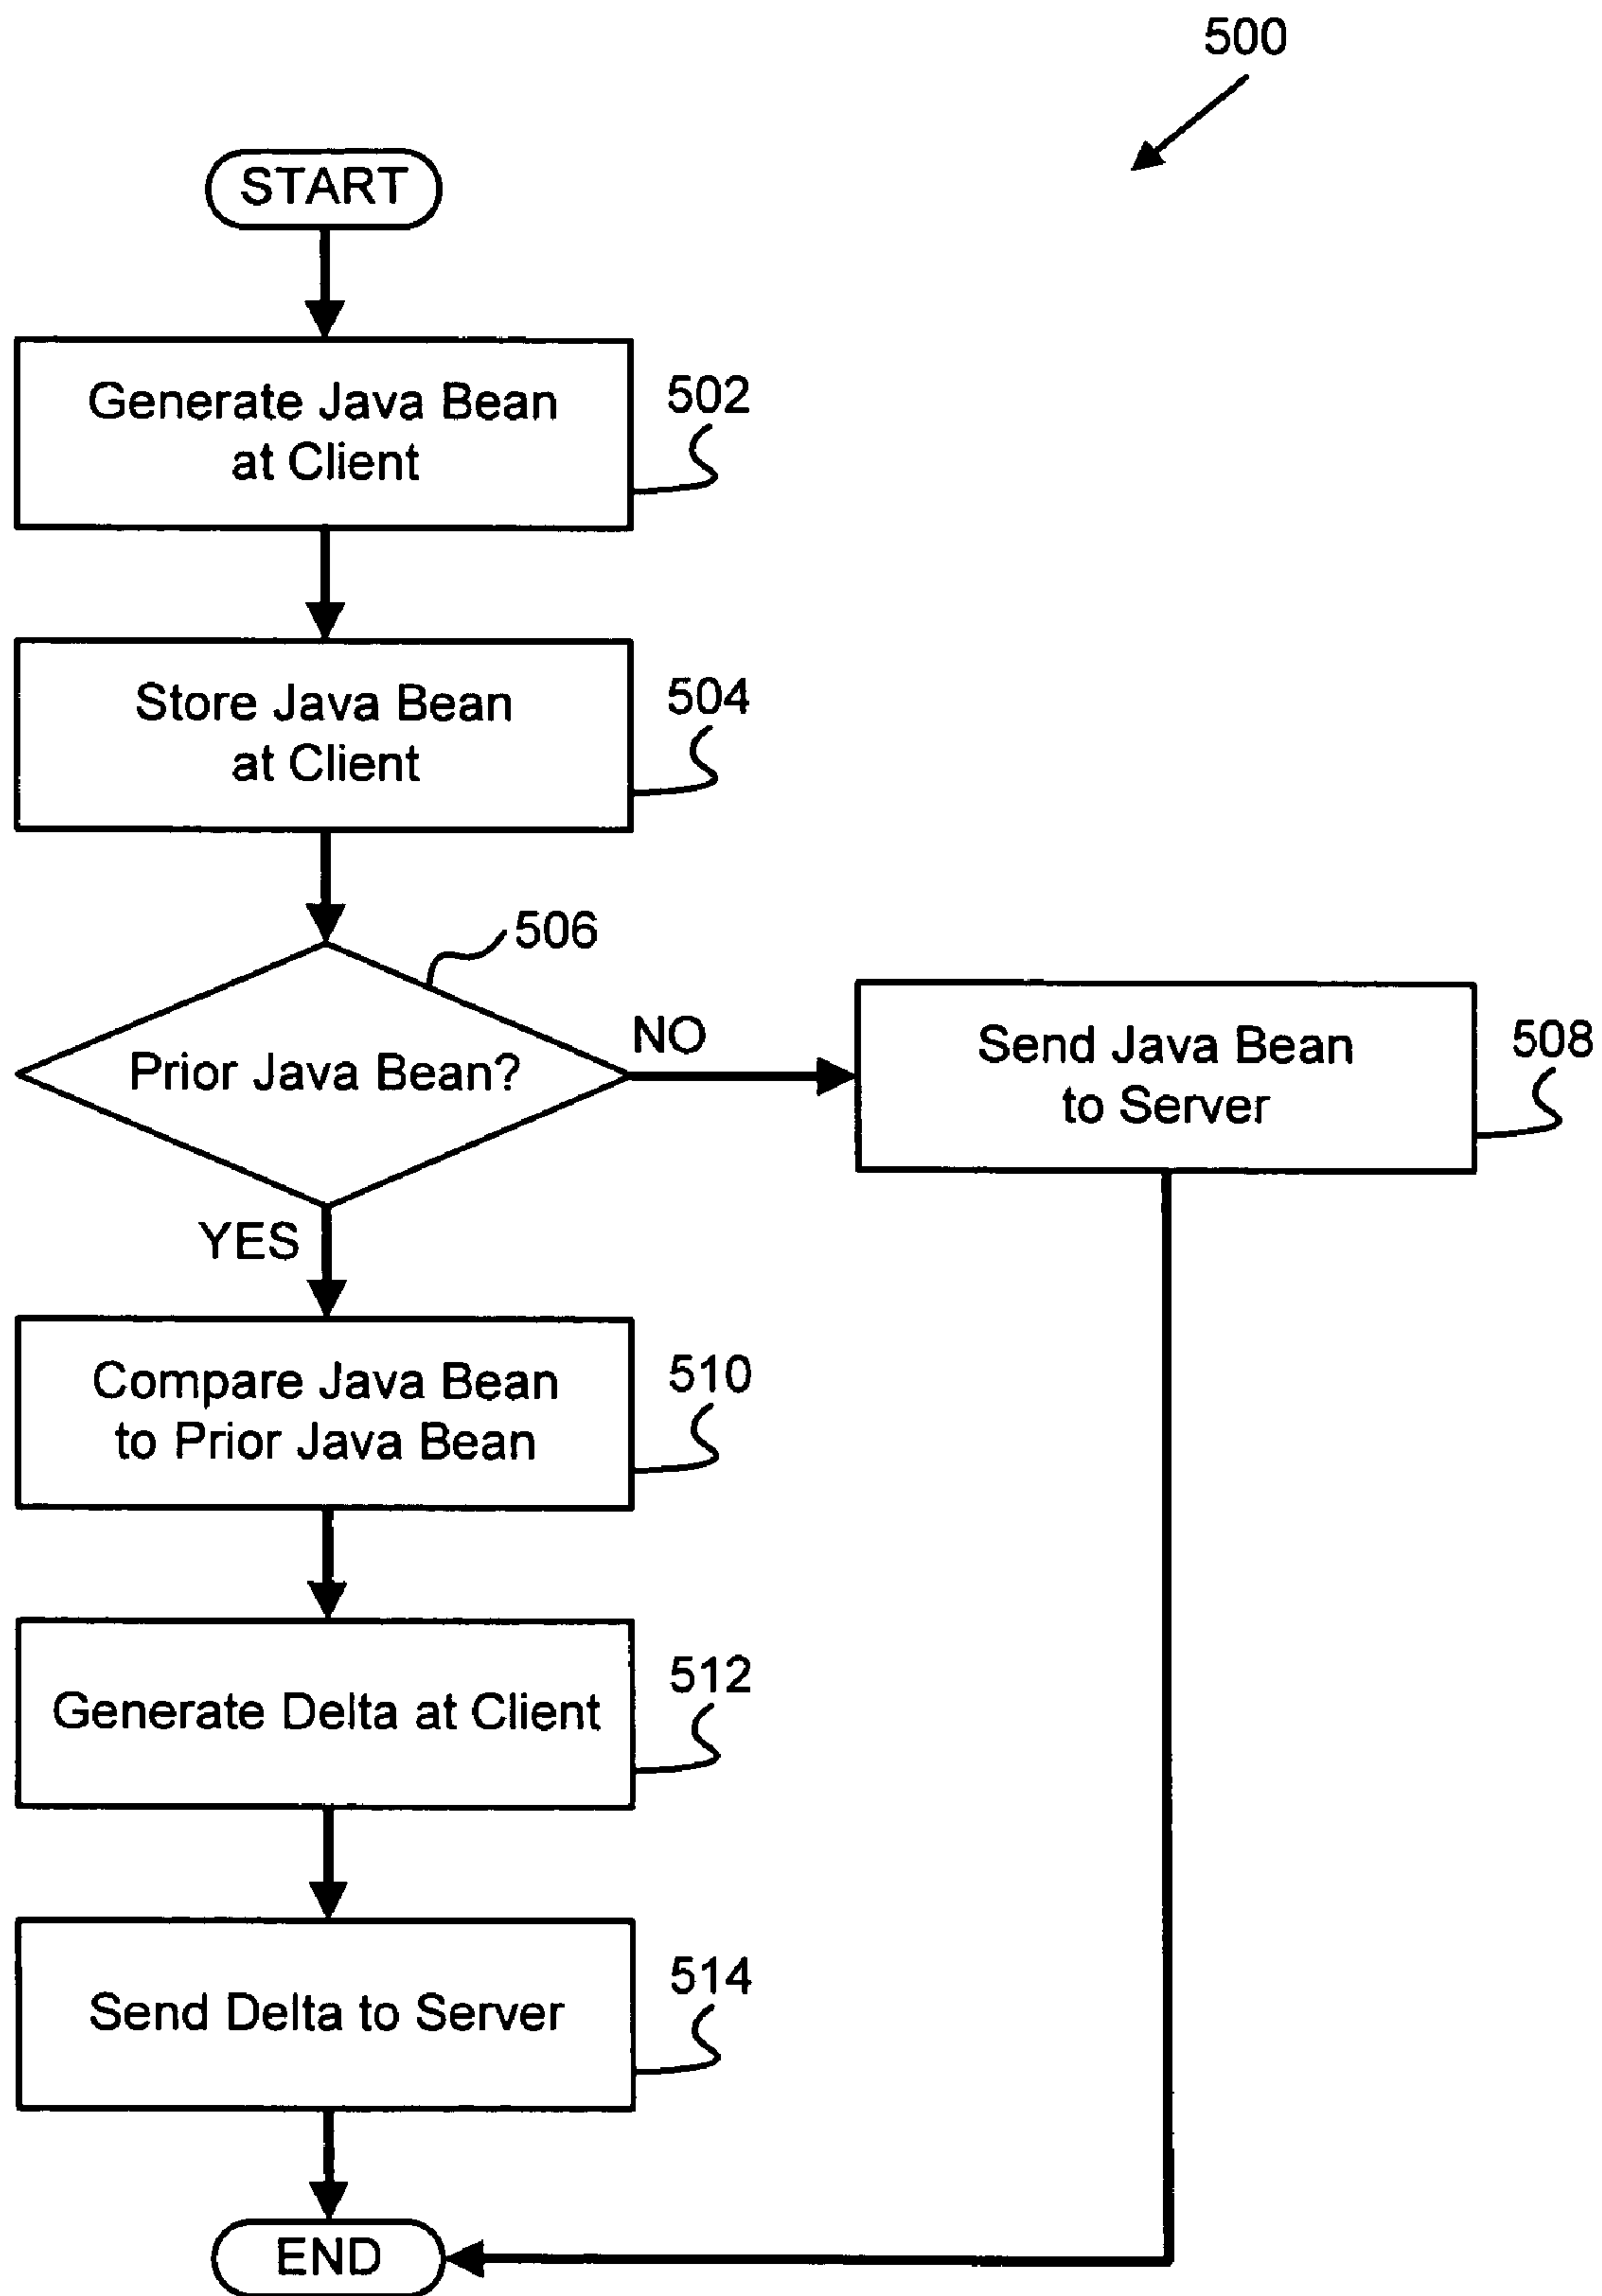 500
START
Generate Java Bean
at Client
502
Store Java Bean
at Client
504
506
Prior Java Bean?
NO
Send Java Bean
to Server
508
YES
Compare Java Bean
to Prior Java Bean
510
Generate Delta at Client
512
Send Delta to Server
514
END